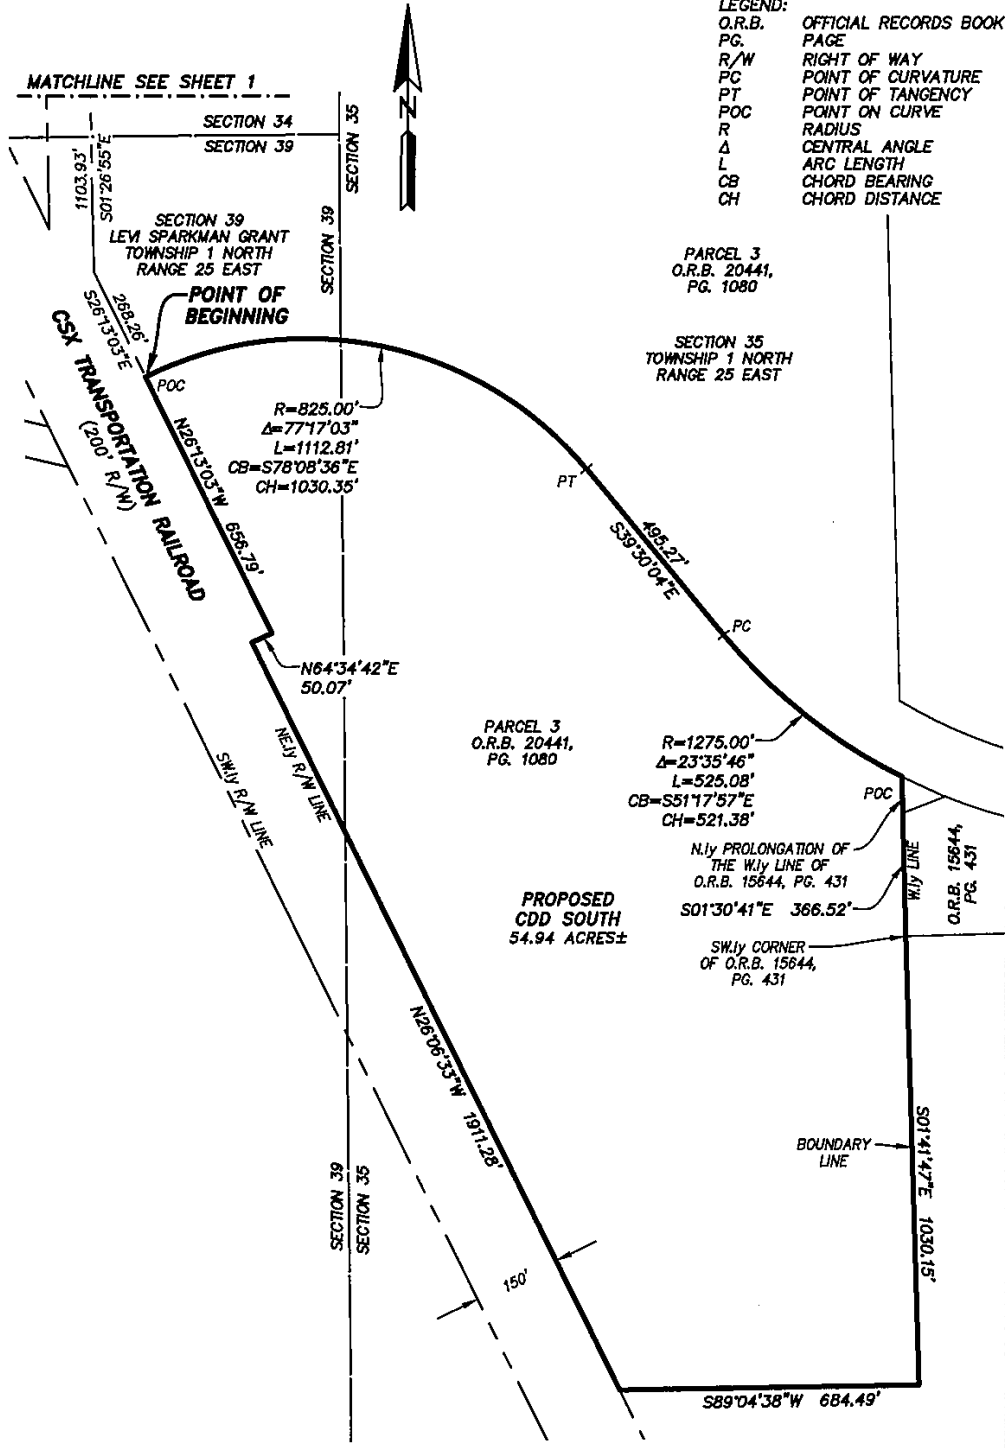 LEGEND:
O.R.B. OFFICIAL RECORDS BOOK
PG. PAGE
R/W RIGHT OF WAY
PC POINT OF CURVATURE
PT POINT OF TANGENCY
POC POINT ON CURVE
R RADIUS
Δ CENTRAL ANGLE
L ARC LENGTH
CB CHORD BEARING
CH CHORD DISTANCE
MATCHLINE SEE SHEET 1
N
SECTION 34
SECTION 39
SECTION 39
SECTION 35
1103.93'
S01°26'55"E
SECTION 39
LEVI SPARKMAN GRANT
TOWNSHIP 1 NORTH
RANGE 25 EAST
PARCEL 3
O.R.B. 20441,
PG. 1080
268.26'
S26°13'03"E
POINT OF
BEGINNING
POC
SECTION 35
TOWNSHIP 1 NORTH
RANGE 25 EAST
CSX TRANSPORTATION RAILROAD
(200' R/W)
N26°13'03"W 656.79'
R=825.00'
Δ=77°17'03"
L=1112.81'
CB=S78°08'36"E
CH=1030.35'
PT
495.27'
S39°30'04"E
PC
N64°34'42"E
50.07'
NE.ly R/W LINE
SW.ly R/W LINE
PARCEL 3
O.R.B. 20441,
PG. 1080
R=1275.00'
Δ=23°35'46"
L=525.08'
CB=S51°17'57"E
CH=521.38'
POC
N.ly PROLONGATION OF
THE W.ly LINE OF
O.R.B. 15644, PG. 431
W.ly LINE
O.R.B. 15644,
PG. 431
S01°30'41"E 366.52'
PROPOSED
CDD SOUTH
54.94 ACRES±
SW.ly CORNER
OF O.R.B. 15644,
PG. 431
N26°06'33"W 1911.28'
BOUNDARY
LINE
S01°41'47"E 1030.15'
SECTION 39
SECTION 35
150'
S89°04'38"W 684.49'